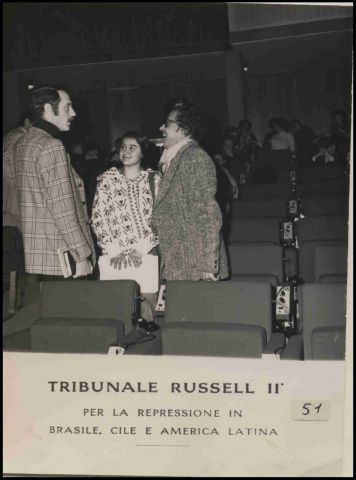 TRIBUNALE RUSSELL II°
PER LA REPRESSIONE IN
BRASILE, CILE E AMERICA LATINA
51